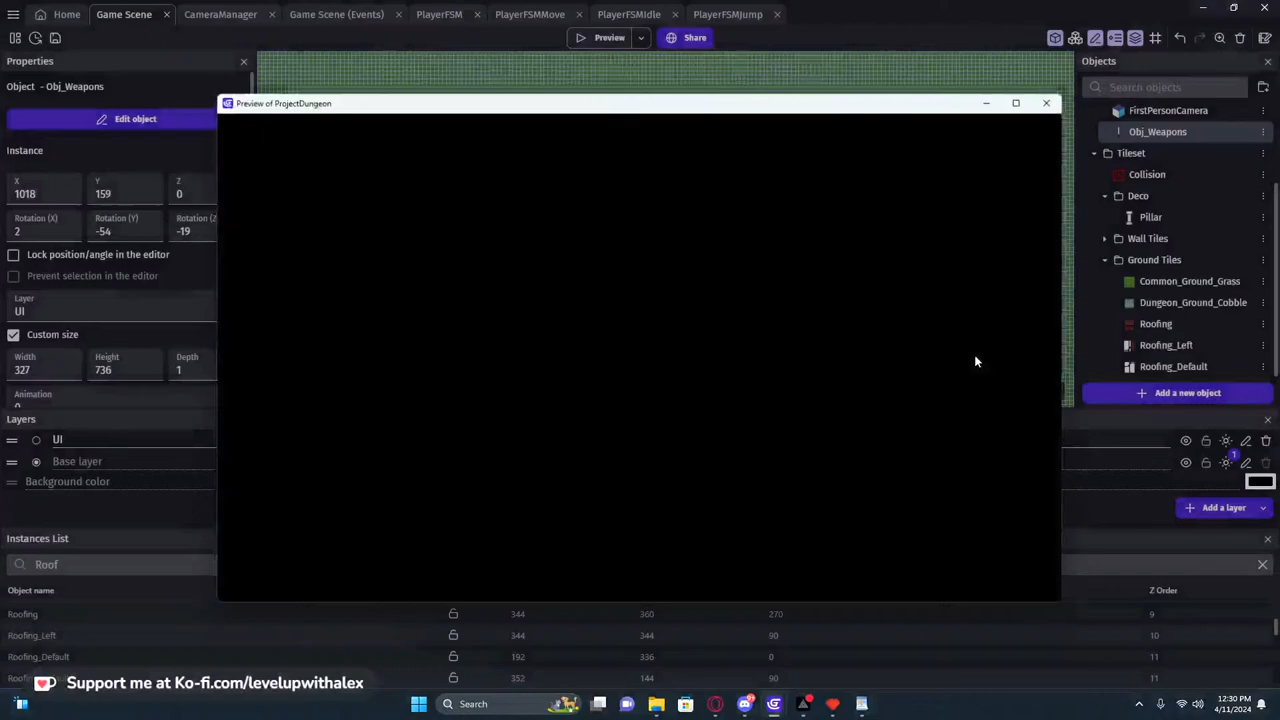 Home
Game Scene
CameraManager
Game Scene (Events)
PlayerFSM
PlayerFSMMove
PlayerFSMIdle
PlayerFSMJump
Preview
Share
Properties
Objects
Object - Obj_Weapons
Search objects
Preview of ProjectDungeon
FirstPersonCamera
Edit object
Obj_Weapons
Instance
Tileset
Collision
X
Y
Z
1018
159
0
Deco
Pillar
Rotation (X)
Rotation (Y)
Rotation (Z
2
-54
-19
Wall Tiles
Lock position/angle in the editor
Ground Tiles
Prevent selection in the editor
Common_Ground_Grass
Layer
UI
Dungeon_Ground_Cobble
Roofing
Custom size
Roofing_Left
Width
Height
Depth
327
736
1
Roofing_Default
Animation
0
Add a new object
Layers
UI
Base layer
1
Background color
Add a layer
Instances List
Roof
Object name
Z Order
Roofing 344 360 270 9
Roofing_Left 344 344 90 10
Roofing_Default 192 336 0 11
352 144 90 11
Support me at Ko-fi.com/levelupwithalex
Search
12:30 PM
4/13/2024